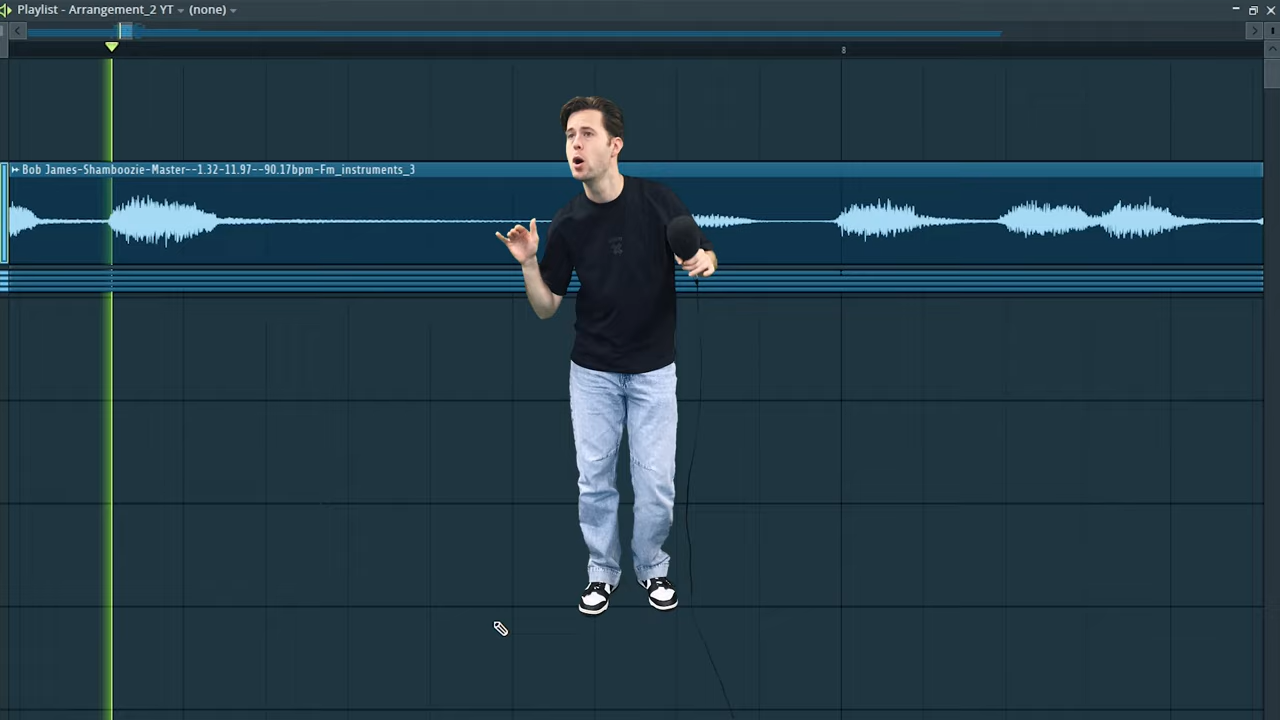 Playlist - Arrangement_2 YT (none)
8
Bob James-Shamboozie-Master--1.32-11.97--90.17bpm-Fm_instruments_3